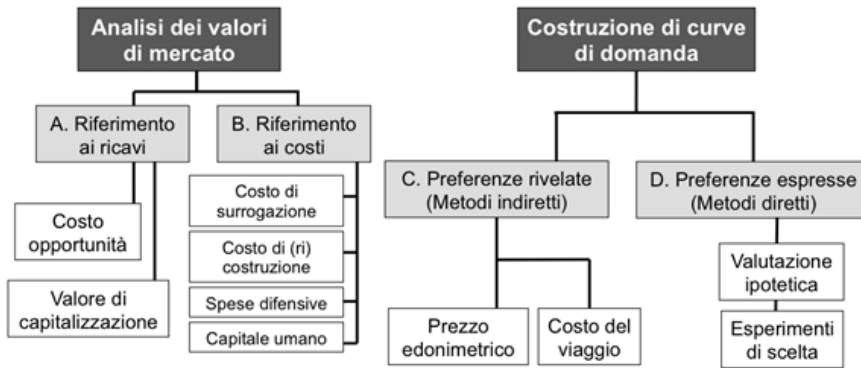 Analisi dei valori
di mercato
A. Riferimento
ai ricavi
Costo
opportunità
Valore di
capitalizzazione
B. Riferimento
ai costi
Costo di
surrogazione
Costo di (ri)
costruzione
Spese difensive
Capitale umano
Costruzione di curve
di domanda
C. Preferenze rivelate
(Metodi indiretti)
Prezzo
edonimetrico
Costo del
viaggio
D. Preferenze espresse
(Metodi diretti)
Valutazione
ipotetica
Esperimenti
di scelta